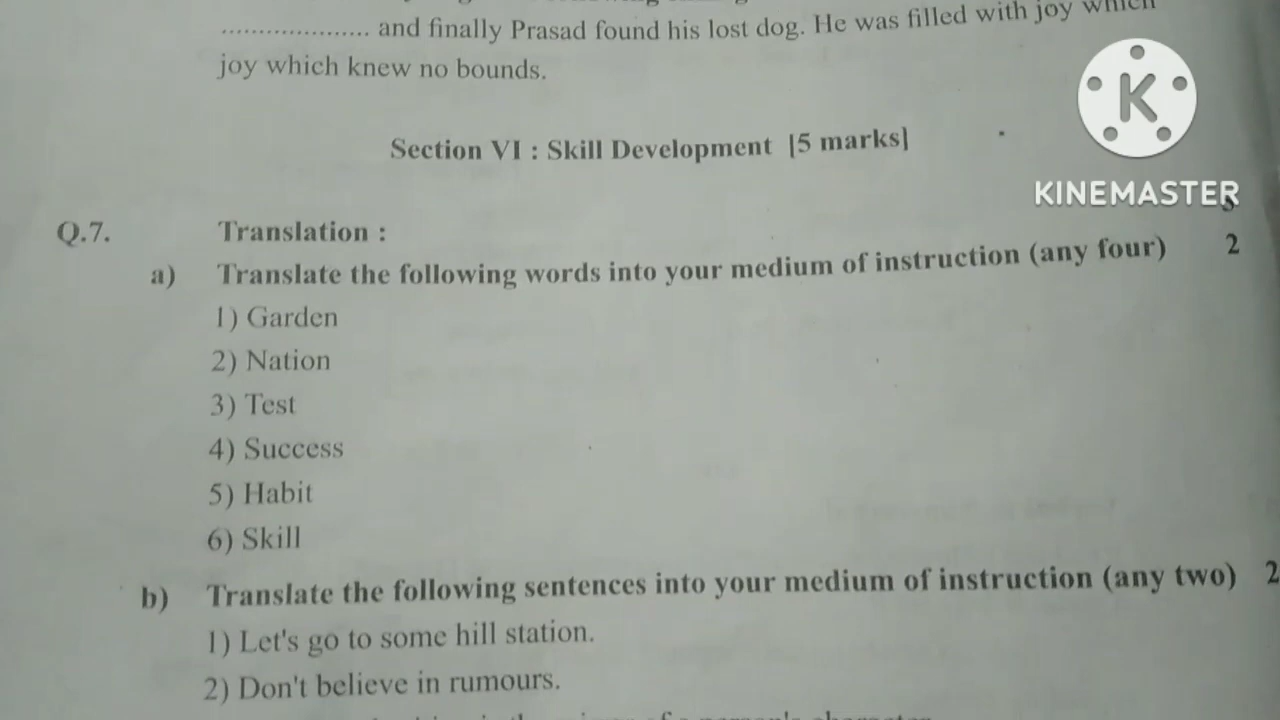 .................... and finally Prasad found his lost dog. He was filled with joy which
joy which knew no bounds.
K
KINEMASTER
Section VI : Skill Development [5 marks]
Q.7. Translation :
a) Translate the following words into your medium of instruction (any four) 2
1) Garden
2) Nation
3) Test
4) Success
5) Habit
6) Skill
b) Translate the following sentences into your medium of instruction (any two) 2
1) Let's go to some hill station.
2) Don't believe in rumours.